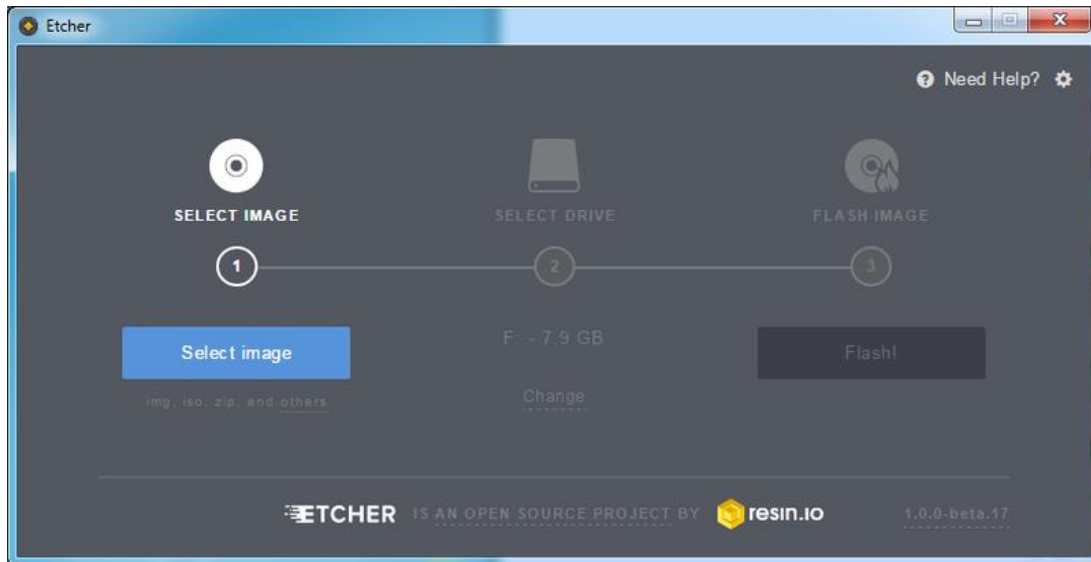 Etcher
Need Help?
SELECT IMAGE
SELECT DRIVE
FLASH IMAGE
1
2
3
Select image
F: - 7.9 GB
Flash!
img, iso, zip, and others
Change
ETCHER IS AN OPEN SOURCE PROJECT BY resin.io 1.0.0-beta.17